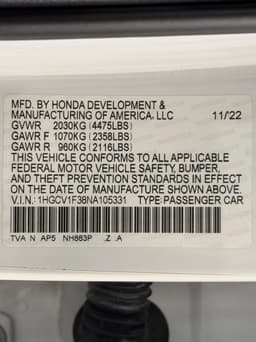 MFD. BY HONDA DEVELOPMENT &
MANUFACTURING OF AMERICA, LLC 11/22
GVWR 2030KG (4475LBS)
GAWR F 1070KG (2358LBS)
GAWR R 960KG (2116LBS)
THIS VEHICLE CONFORMS TO ALL APPLICABLE
FEDERAL MOTOR VEHICLE SAFETY, BUMPER,
AND THEFT PREVENTION STANDARDS IN EFFECT
ON THE DATE OF MANUFACTURE SHOWN ABOVE.
V.I.N.: 1HGCV1F38NA105331 TYPE: PASSENGER CAR
TVA N AP5 NH883P .Z .A